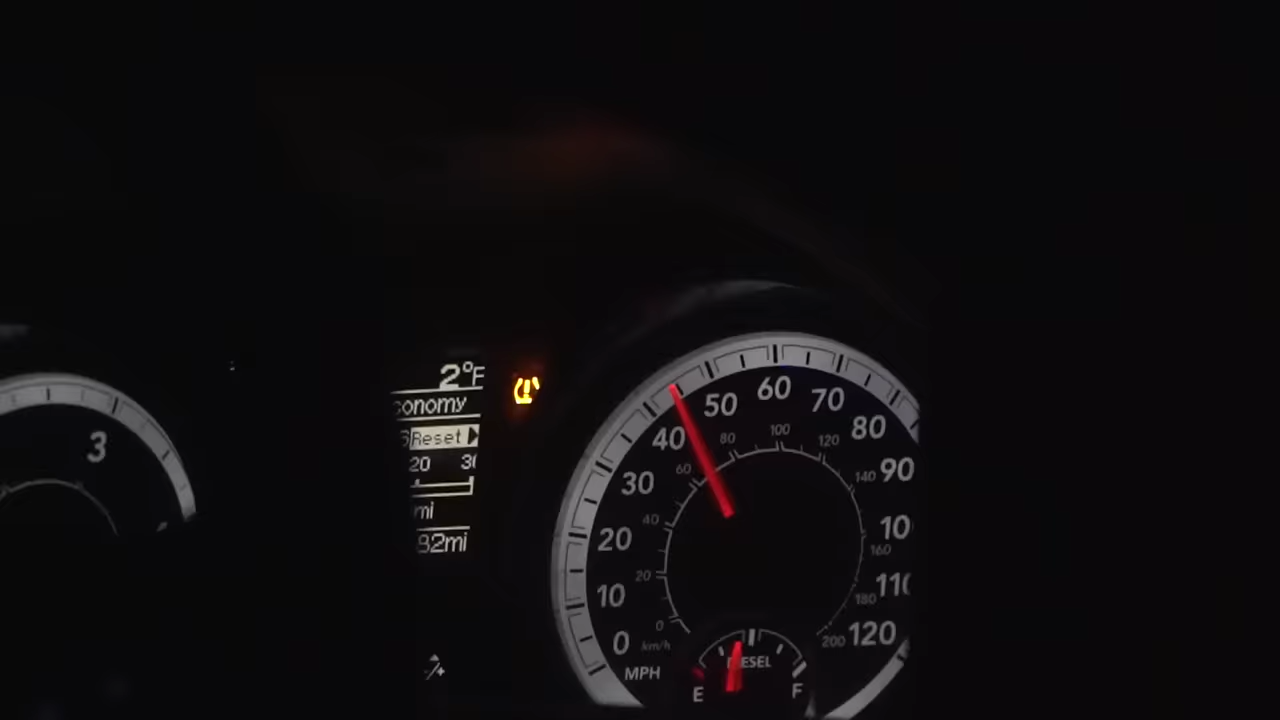 2°F
conomy
Reset
20 30
mi
82mi
3
0 10 20 30 40 50 60 70 80 90 10 110 120
MPH
0 20 40 60 80 100 120 140 160 180 200
km/h
DIESEL
E F